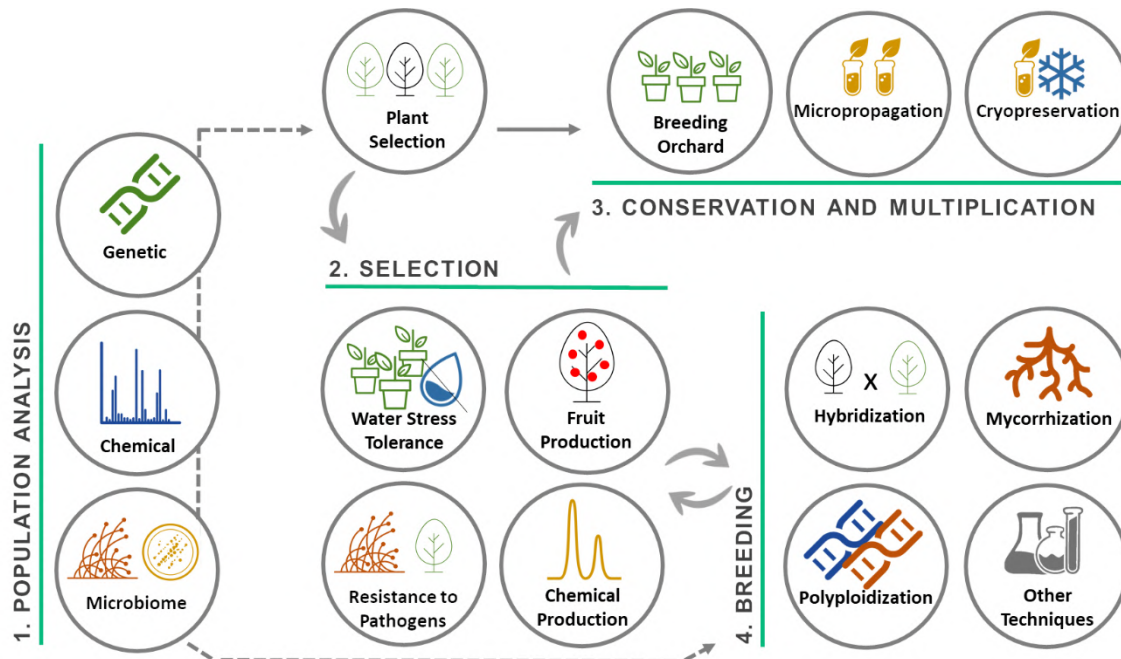 Plant
Selection
Breeding
Orchard
Micropropagation
Cryopreservation
3. CONSERVATION AND MULTIPLICATION
1. POPULATION ANALYSIS
Genetic
Chemical
Microbiome
2. SELECTION
Water Stress
Tolerance
Fruit
Production
Resistance to
Pathogens
Chemical
Production
4. BREEDING
X
Hybridization
Mycorrhization
Polyploidization
Other
Techniques